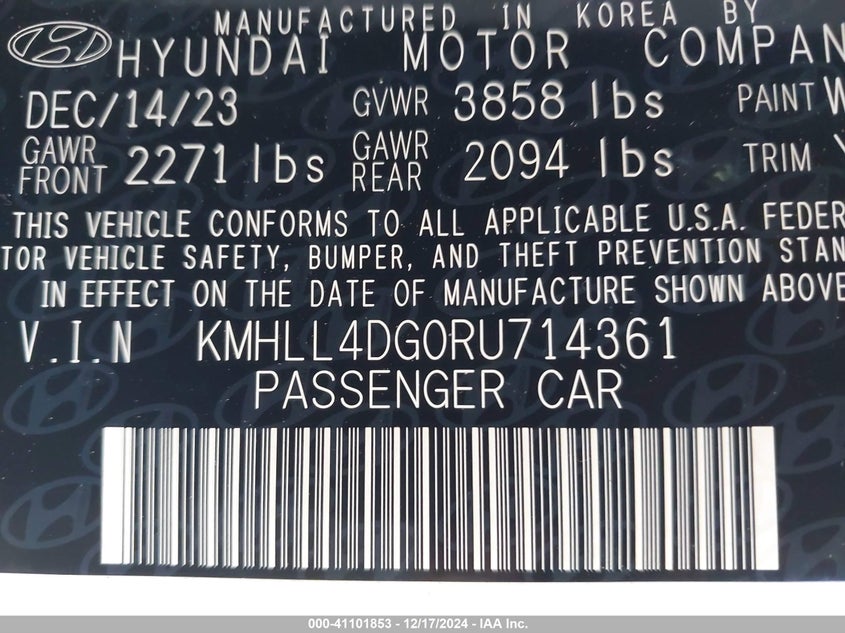 MANUFACTURED IN KOREA BY
HYUNDAI MOTOR COMPAN
DEC/14/23 GVWR 3858 lbs PAINT W
GAWR FRONT 2271 lbs GAWR REAR 2094 lbs TRIM Y
THIS VEHICLE CONFORMS TO ALL APPLICABLE U.S.A. FEDER
TOR VEHICLE SAFETY, BUMPER, AND THEFT PREVENTION STAN
IN EFFECT ON THE DATE OF MANUFACTURE SHOWN ABOVE
V.I.N KMHLL4DG0RU714361
PASSENGER CAR
000-41101853 - 12/17/2024 - IAA Inc.